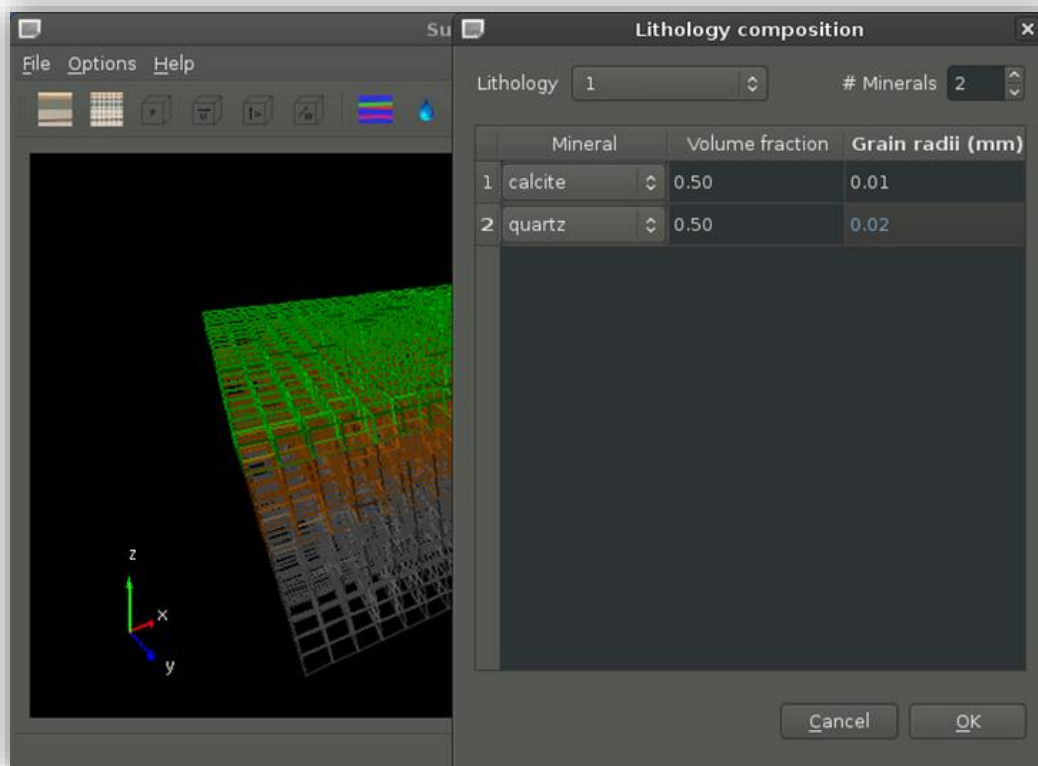 Su
File Options Help
z
x
y
Lithology composition
Lithology 1 # Minerals 2
Mineral Volume fraction Grain radii (mm)
1 calcite 0.50 0.01
2 quartz 0.50 0.02
Cancel OK